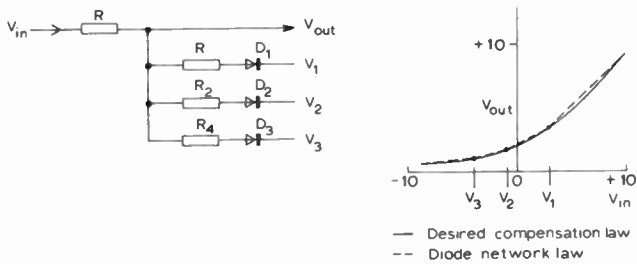 R
V_in
V_out
R D_1 V_1
R_2 D_2 V_2
R_4 D_3 V_3
+10
V_out
-10 0 +10
V_3 V_2 V_1 V_in
— Desired compensation law
-- Diode network law